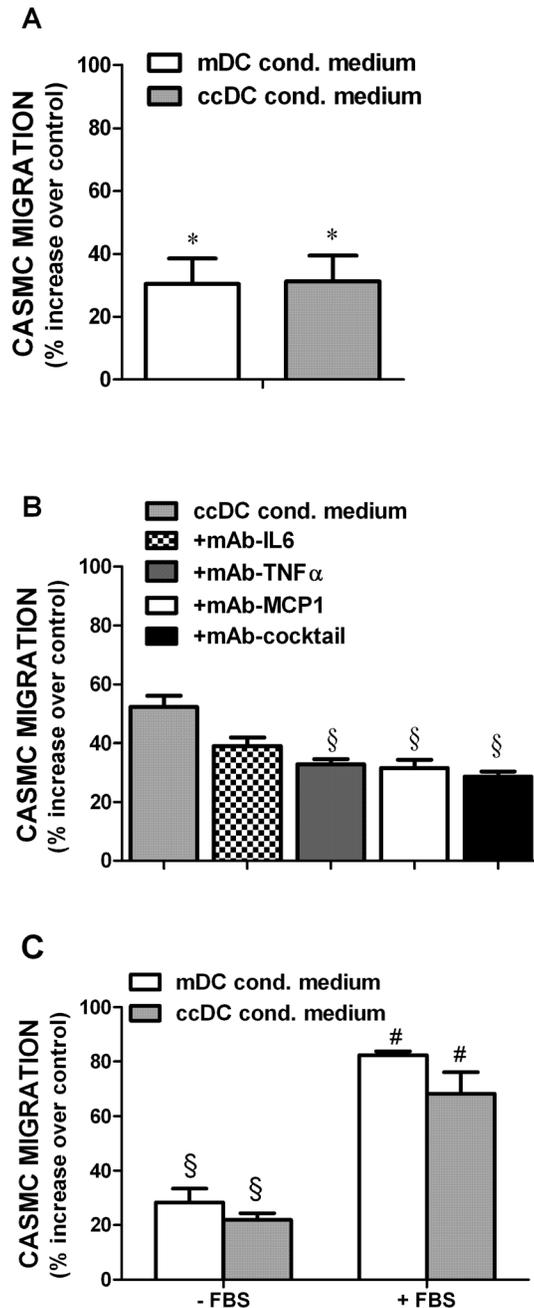 A
CASMC MIGRATION
(% increase over control)
mDC cond. medium
ccDC cond. medium
100
80
60
40
20
0
* *
B
CASMC MIGRATION
(% increase over control)
ccDC cond. medium
+mAb-IL6
+mAb-TNFα
+mAb-MCP1
+mAb-cocktail
100
80
60
40
20
0
§ § §
C
CASMC MIGRATION
(% increase over control)
mDC cond. medium
ccDC cond. medium
100
80
60
40
20
0
§ § # #
- FBS + FBS